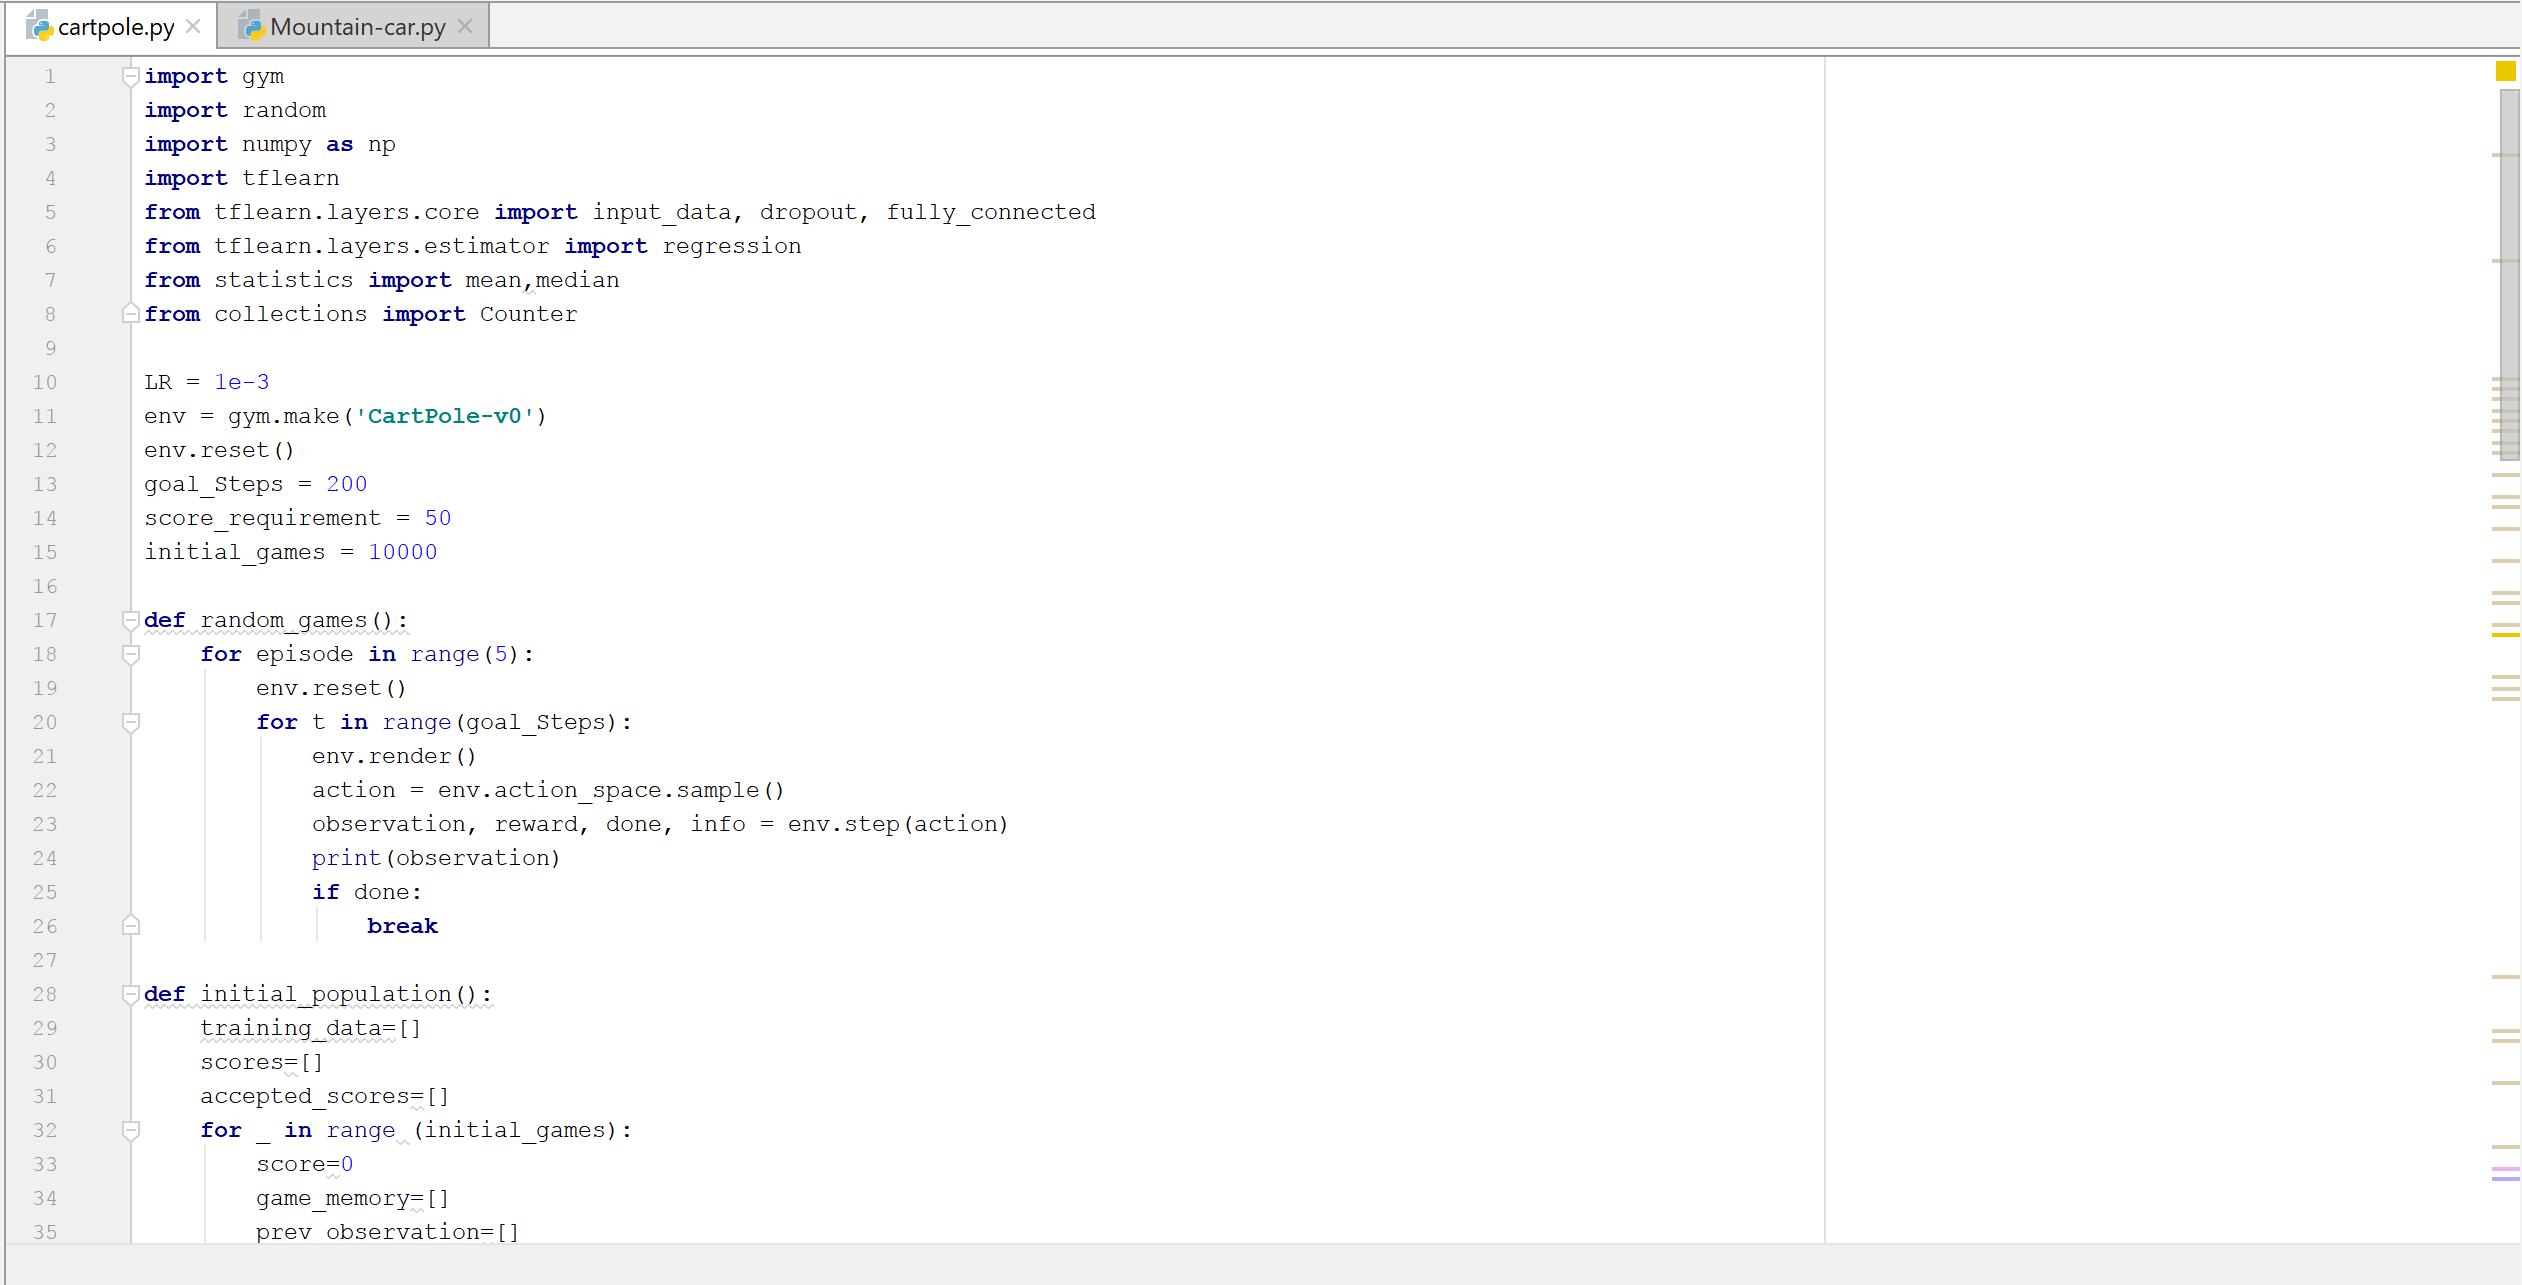 cartpole.py Mountain-car.py
1 import gym
2 import random
3 import numpy as np
4 import tflearn
5 from tflearn.layers.core import input_data, dropout, fully_connected
6 from tflearn.layers.estimator import regression
7 from statistics import mean,median
8 from collections import Counter
9
10 LR = 1e-3
11 env = gym.make('CartPole-v0')
12 env.reset()
13 goal_Steps = 200
14 score_requirement = 50
15 initial_games = 10000
16
17 def random_games():
18     for episode in range(5):
19         env.reset()
20         for t in range(goal_Steps):
21             env.render()
22             action = env.action_space.sample()
23             observation, reward, done, info = env.step(action)
24             print(observation)
25             if done:
26                 break
27
28 def initial_population():
29     training_data=[]
30     scores=[]
31     accepted_scores=[]
32     for _ in range (initial_games):
33         score=0
34         game_memory=[]
35         prev_observation=[]